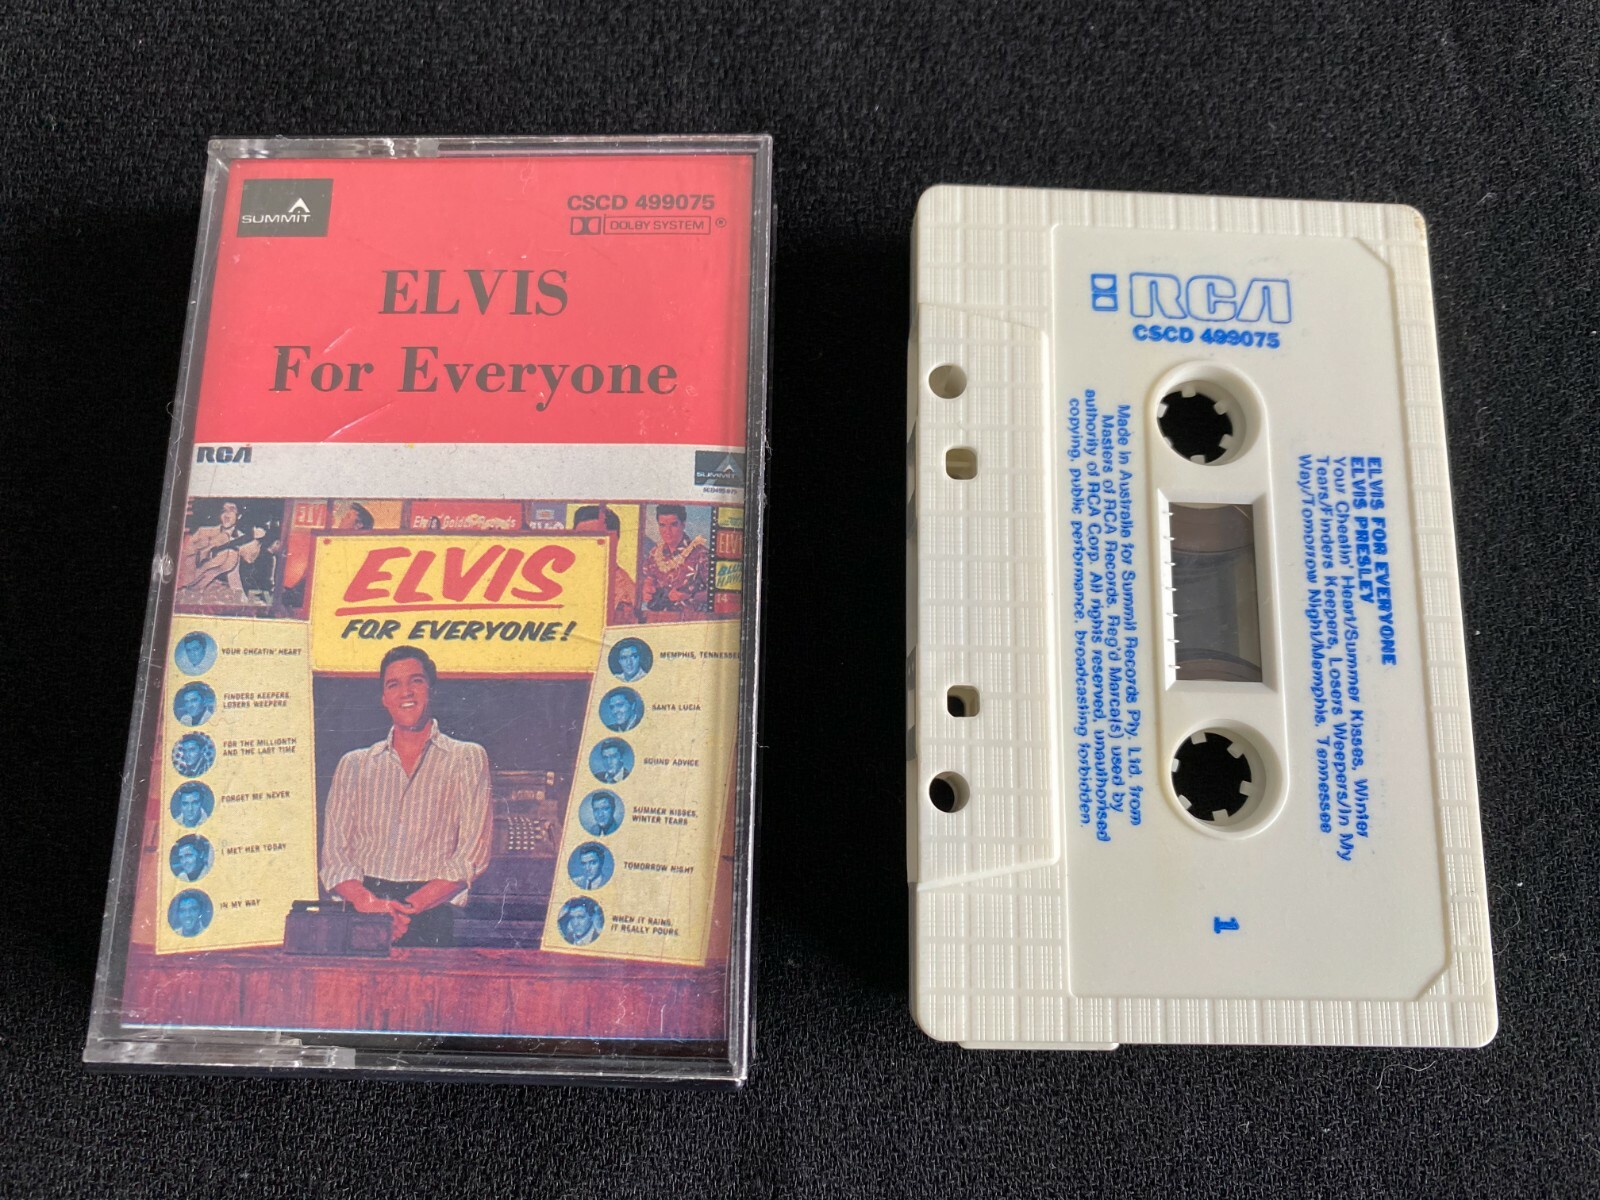 SUMMIT
CSCD 499075
DOLBY SYSTEM ®
ELVIS
For Everyone
RCA
SUMMIT
Elvis' Golden Records
ELVIS
FOR EVERYONE!
YOUR CHEATIN' HEART
FINDERS KEEPERS,
LOSERS WEEPERS
FOR THE MILLIONTH
AND THE LAST TIME
FORGET ME NEVER
I MET HER TODAY
IN MY WAY
MEMPHIS, TENNESSEE
SANTA LUCIA
SOUND ADVICE
SUMMER KISSES,
WINTER TEARS
TOMORROW NIGHT
WHEN IT RAINS,
IT REALLY POURS
RCA
CSCD 499075
ELVIS FOR EVERYONE
ELVIS PRESLEY
Your Cheatin' Heart/Summer Kisses, Winter
Tears/Finders Keepers, Losers Weepers/In My
Way/Tomorrow Night/Memphis, Tennessee
Made in Australia for Summit Records Pty. Ltd. from
Masters of RCA Records. Reg'd Marca(s) used by
authority of RCA Corp. All rights reserved, unauthorised
copying, public performance, broadcasting forbidden.
1